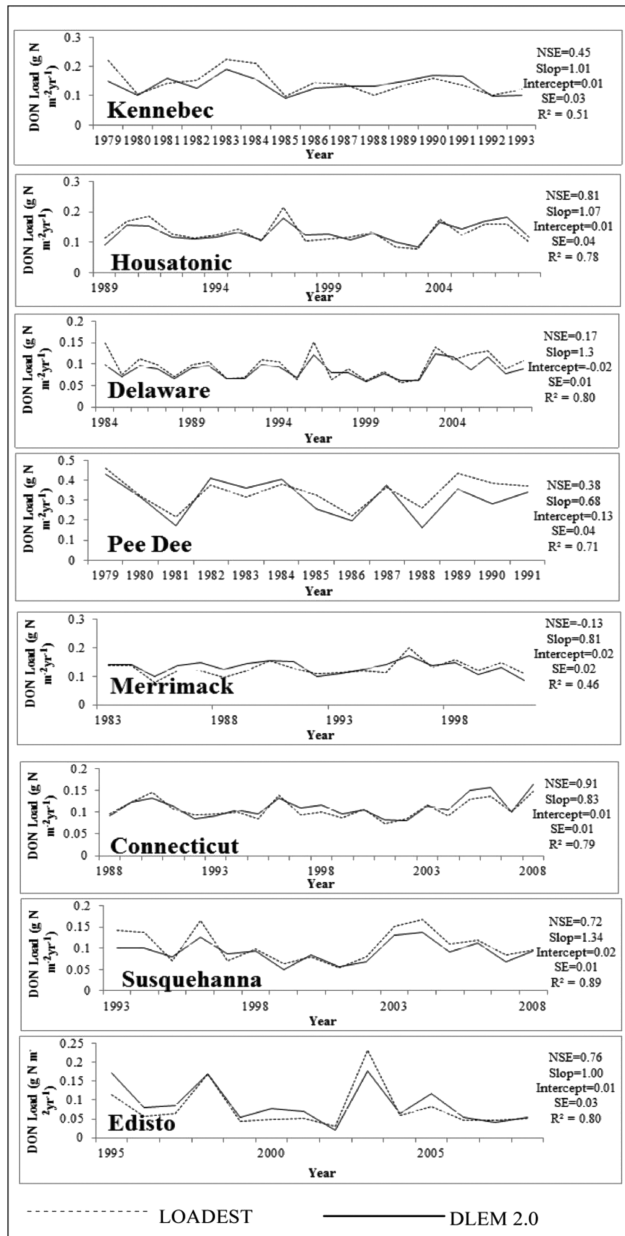 DON Load (g N
m⁻²yr⁻¹)
0.3
0.2
0.1
0
Kennebec
1979 1980 1981 1982 1983 1984 1985 1986 1987 1988 1989 1990 1991 1992 1993
Year
NSE=0.45
Slop=1.01
Intercept=0.01
SE=0.03
R² = 0.51
DON Load (g N
m⁻²yr⁻¹)
0.3
0.2
0.1
0
Housatonic
1989 1994 1999 2004
Year
NSE=0.81
Slop=1.07
Intercept=0.01
SE=0.04
R² = 0.78
DON Load (g N
m⁻²yr⁻¹)
0.2
0.15
0.1
0.05
0
Delaware
1984 1989 1994 1999 2004
Year
NSE=0.17
Slop=1.3
Intercept=-0.02
SE=0.01
R² = 0.80
DON Load (g N
m⁻²yr⁻¹)
0.5
0.4
0.3
0.2
0.1
0
Pee Dee
1979 1980 1981 1982 1983 1984 1985 1986 1987 1988 1989 1990 1991
Year
NSE=0.38
Slop=0.68
Intercept=0.13
SE=0.04
R² = 0.71
DON Load (g N
m⁻²yr⁻¹)
0.3
0.2
0.1
0
Merrimack
1983 1988 1993 1998
Year
NSE=-0.13
Slop=0.81
Intercept=0.02
SE=0.02
R² = 0.46
DON Load (g N
m⁻²yr⁻¹)
0.2
0.15
0.1
0.05
0
Connecticut
1988 1993 1998 2003 2008
Year
NSE=0.91
Slop=0.83
Intercept=0.01
SE=0.01
R² =0.79
DON Load (g N
m⁻²yr⁻¹)
0.2
0.15
0.1
0.05
0
Susquehanna
1993 1998 2003 2008
Year
NSE=0.72
Slop=1.34
Intercept=0.02
SE=0.01
R² =0.89
DON Load (g N m⁻
²yr⁻¹)
0.25
0.2
0.15
0.1
0.05
0
Edisto
1995 2000 2005
Year
NSE=0.76
Slop=1.00
Intercept=0.01
SE=0.03
R² = 0.80
LOADEST DLEM 2.0